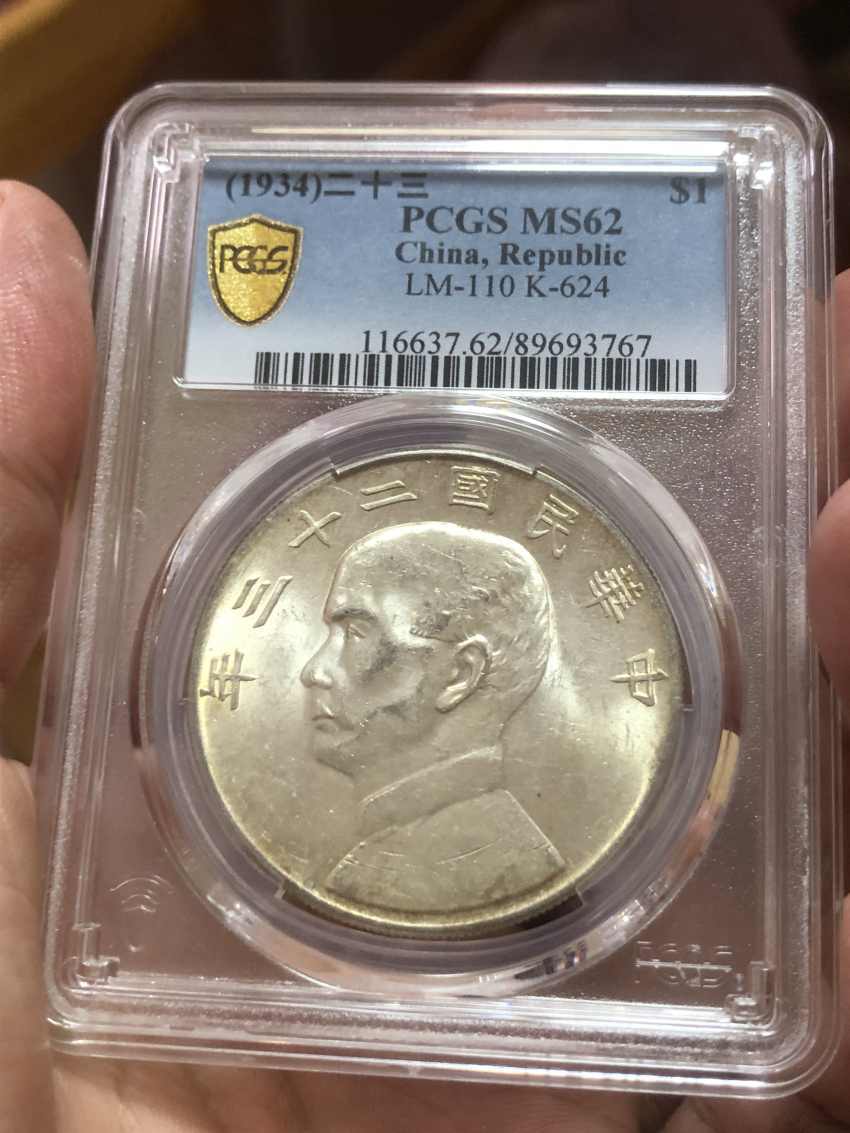 (1934)二十三 $1
PCGS MS62
China, Republic
LM-110 K-624
PCGS
116637.62/89693767
中華民國二十三年